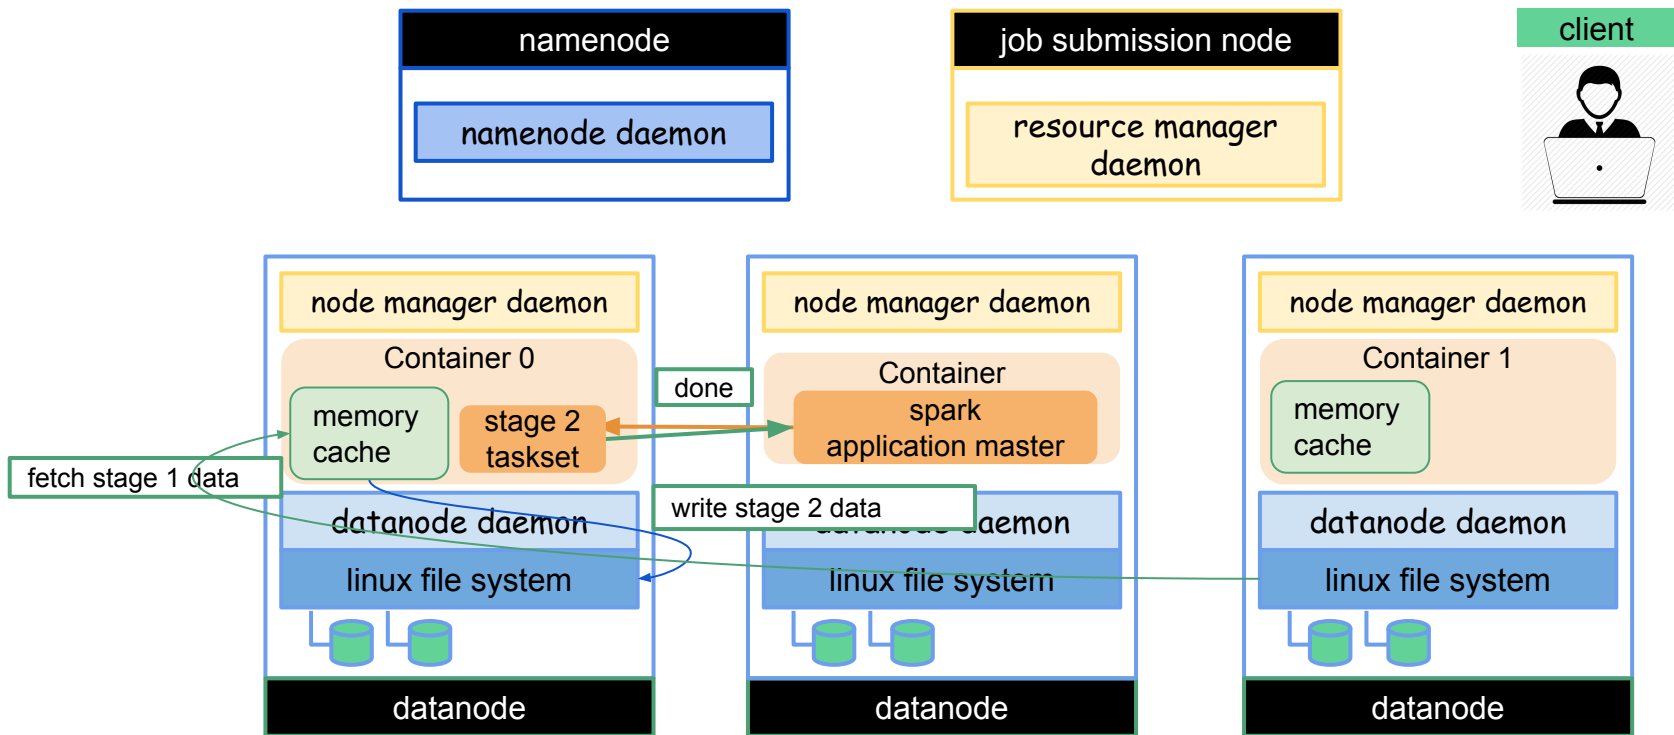 namenode
job submission node
client
namenode daemon
resource manager
daemon
node manager daemon
node manager daemon
node manager daemon
Container 0
Container
Container 1
done
memory
cache
stage 2
taskset
spark
application master
memory
cache
fetch stage 1 data
write stage 2 data
datanode daemon
datanode daemon
datanode daemon
linux file system
linux file system
linux file system
datanode
datanode
datanode